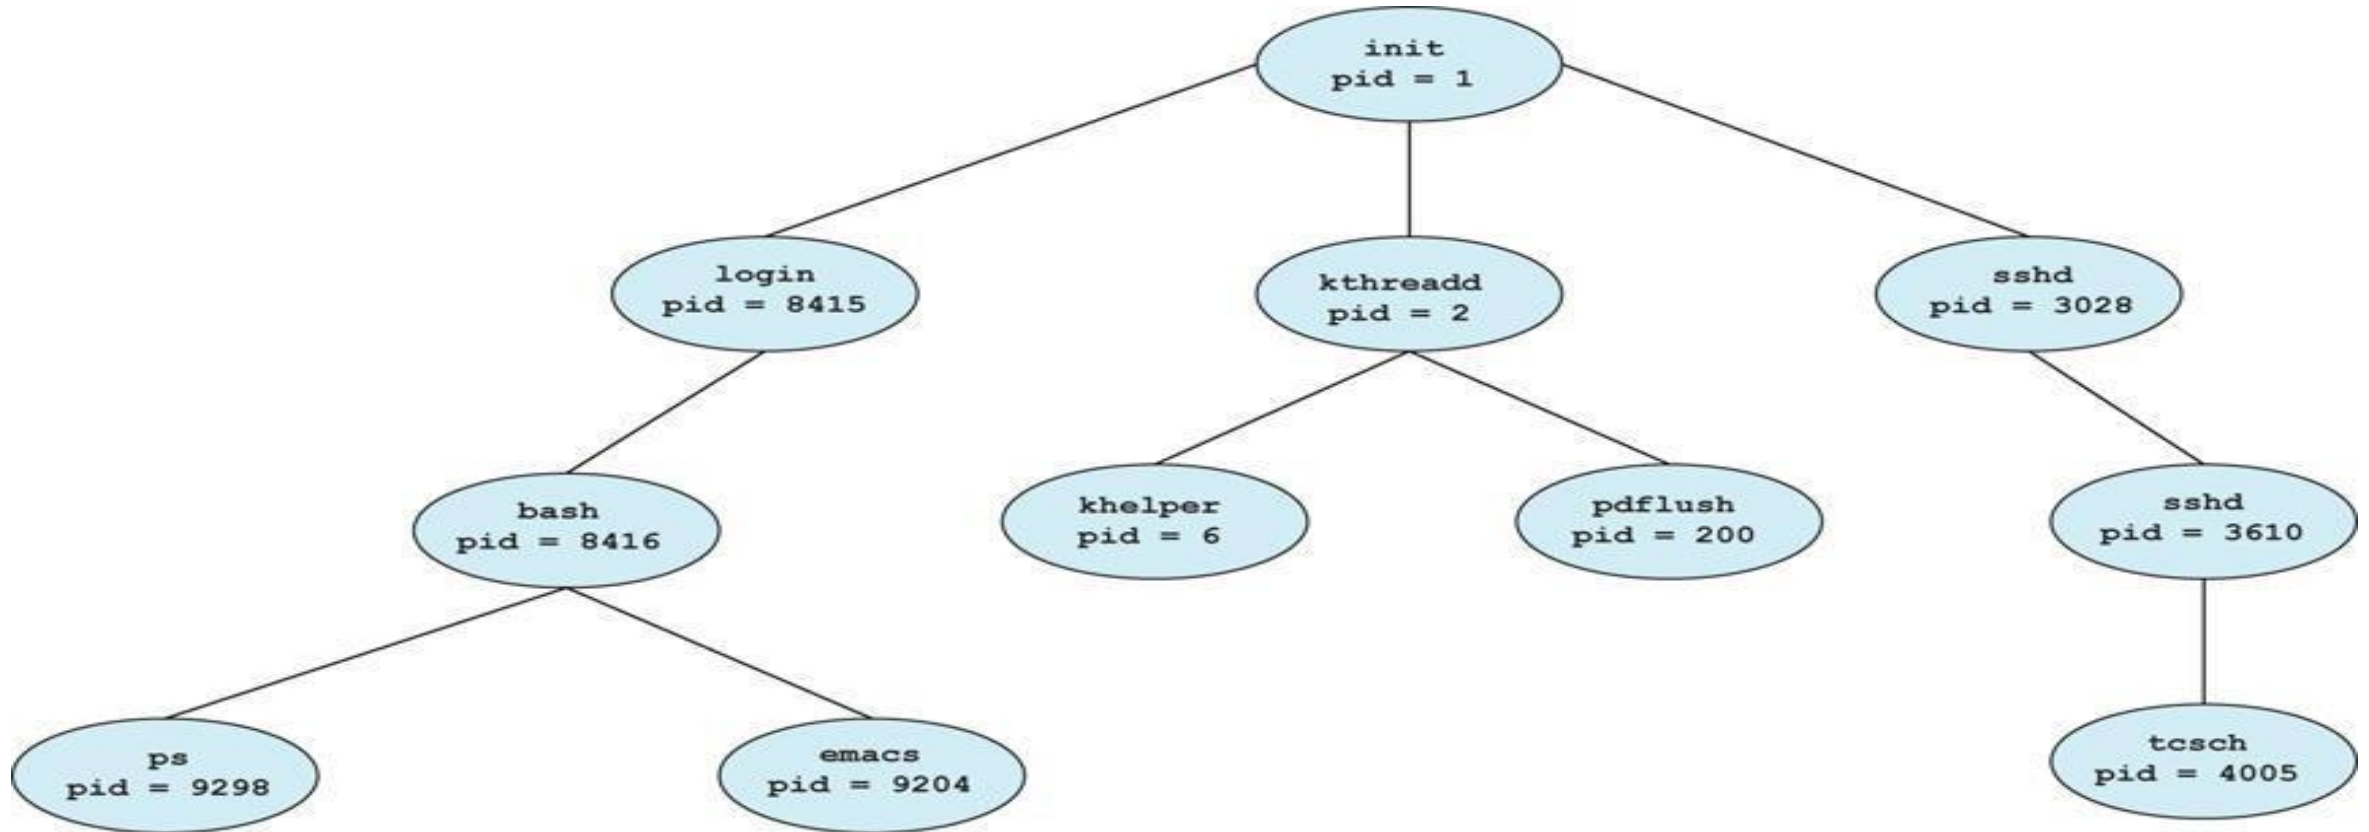 init
pid = 1
login
pid = 8415
kthreadd
pid = 2
sshd
pid = 3028
bash
pid = 8416
khelper
pid = 6
pdflush
pid = 200
sshd
pid = 3610
ps
pid = 9298
emacs
pid = 9204
tcsch
pid = 4005